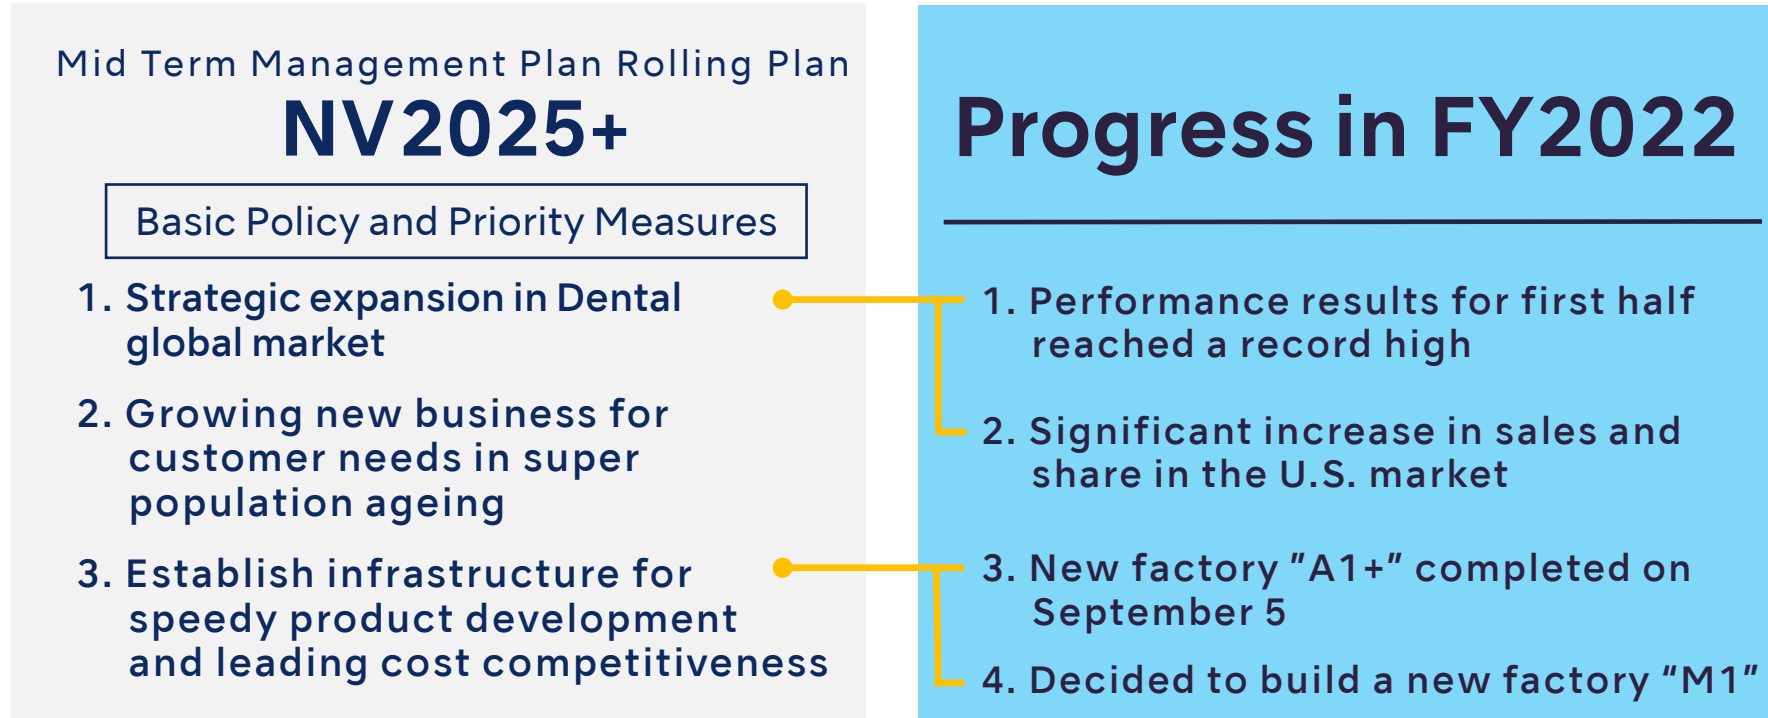 Mid Term Management Plan Rolling Plan
NV2025+
Basic Policy and Priority Measures
1. Strategic expansion in Dental
global market
2. Growing new business for
customer needs in super
population ageing
3. Establish infrastructure for
speedy product development
and leading cost competitiveness
Progress in FY2022
1. Performance results for first half
reached a record high
2. Significant increase in sales and
share in the U.S. market
3. New factory "A1+" completed on
September 5
4. Decided to build a new factory “M1”